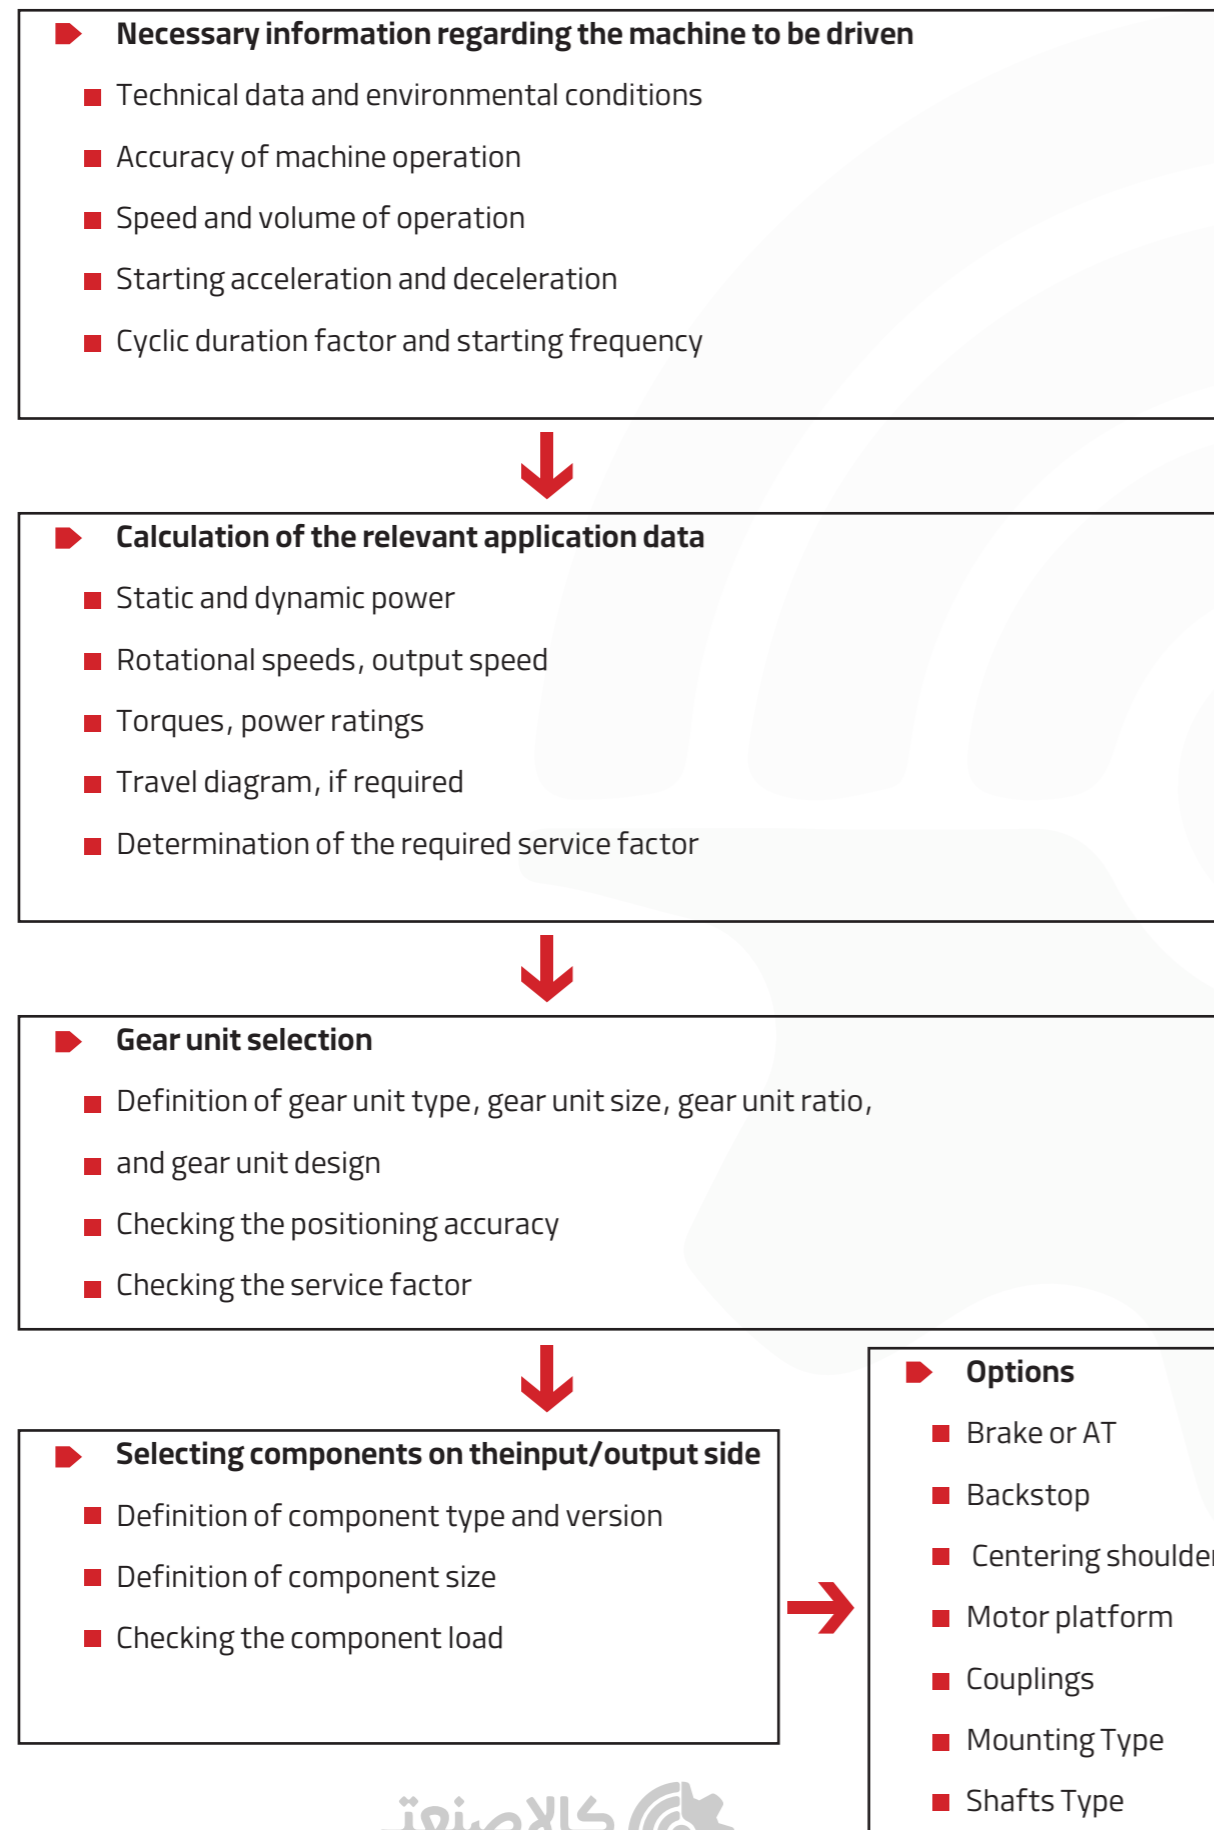 Necessary information regarding the machine to be driven
Technical data and environmental conditions
Accuracy of machine operation
Speed and volume of operation
Starting acceleration and deceleration
Cyclic duration factor and starting frequency
Calculation of the relevant application data
Static and dynamic power
Rotational speeds, output speed
Torques, power ratings
Travel diagram, if required
Determination of the required service factor
Gear unit selection
Definition of gear unit type, gear unit size, gear unit ratio,
and gear unit design
Checking the positioning accuracy
Checking the service factor
Selecting components on theinput/output side
Definition of component type and version
Definition of component size
Checking the component load
Options
Brake or AT
Backstop
Centering shoulder
Motor platform
Couplings
Mounting Type
Shafts Type
کالاصنعتی